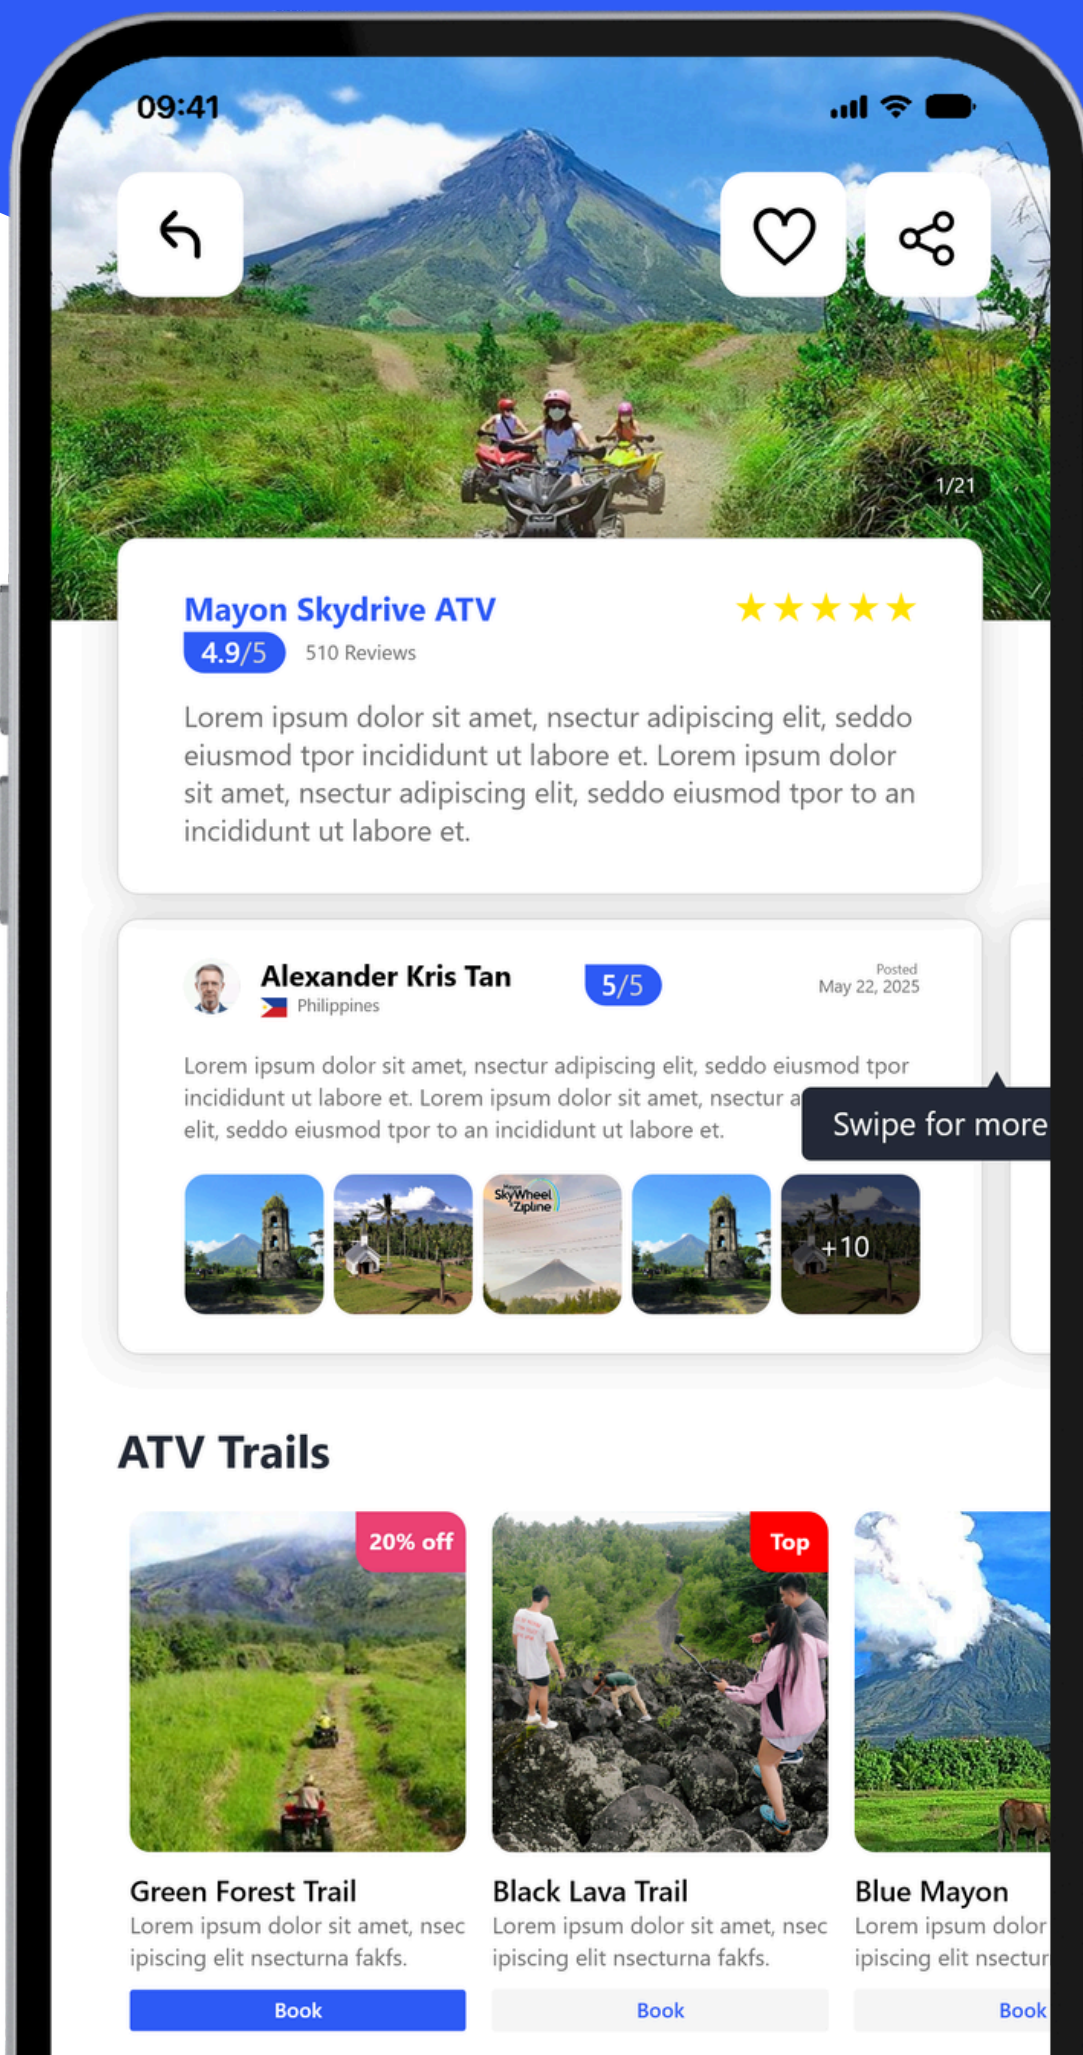 09:41
1/21
Mayon Skydrive ATV
4.9/5 510 Reviews
Lorem ipsum dolor sit amet, nsectur adipiscing elit, seddo
eiusmod tpor incididunt ut labore et. Lorem ipsum dolor
sit amet, nsectur adipiscing elit, seddo eiusmod tpor to an
incididunt ut labore et.
Alexander Kris Tan
Philippines
5/5
Posted
May 22, 2025
Lorem ipsum dolor sit amet, nsectur adipiscing elit, seddo eiusmod tpor
incididunt ut labore et. Lorem ipsum dolor sit amet, nsectur a
elit, seddo eiusmod tpor to an incididunt ut labore et.
Swipe for more
Mayon
SkyWheel
Zipline
+10
ATV Trails
20% off
Top
Green Forest Trail
Lorem ipsum dolor sit amet, nsec
ipiscing elit nsecturna fakfs.
Book
Black Lava Trail
Lorem ipsum dolor sit amet, nsec
ipiscing elit nsecturna fakfs.
Book
Blue Mayon
Lorem ipsum dolor
ipiscing elit nsectur
Book